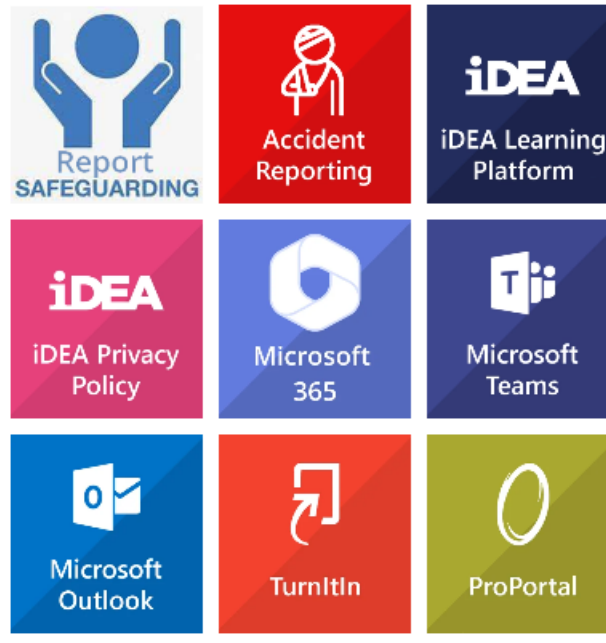 Report
SAFEGUARDING
Accident
Reporting
iDEA
iDEA Learning
Platform
iDEA
iDEA Privacy
Policy
Microsoft
365
T
Microsoft
Teams
O
Microsoft
Outlook
TurnItIn
ProPortal